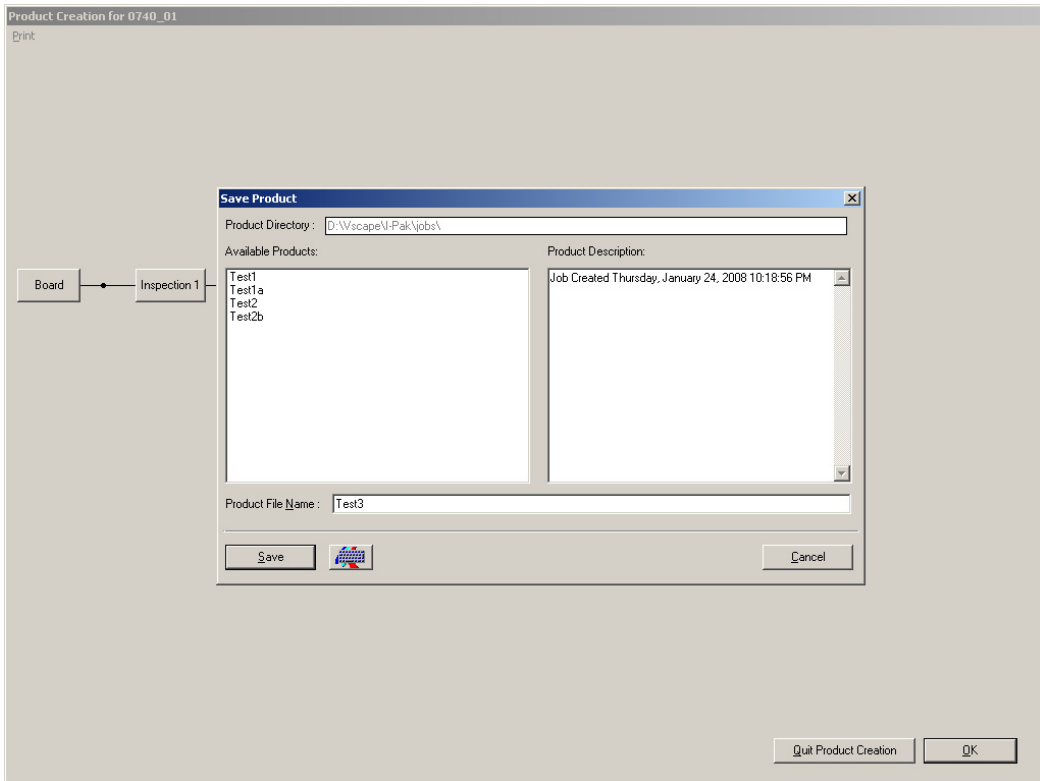 Product Creation for 0740_01
Print
Save Product
Product Directory : D:\Vscape\I-Pak\jobs\
Available Products: Product Description:
Test1
Test1a
Test2
Test2b
Job Created Thursday, January 24, 2008 10:18:56 PM
Board
Inspection 1
Product File Name : Test3
Save Cancel
Quit Product Creation OK